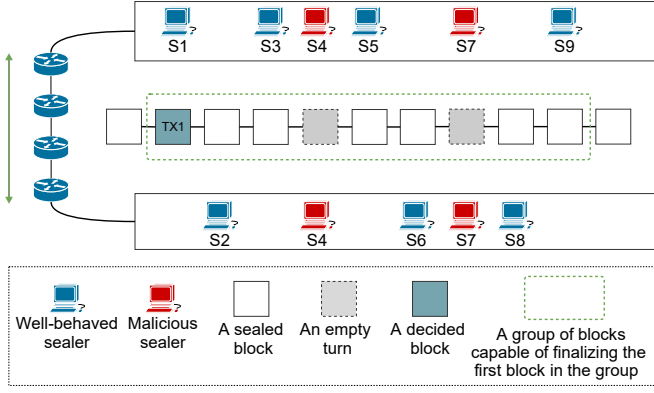 S1 S3 S4 S5 S7 S9
TX1
S2 S4 S6 S7 S8
Well-behaved
sealer
Malicious
sealer
A sealed
block
An empty
turn
A decided
block
A group of blocks
capable of finalizing the
first block in the group